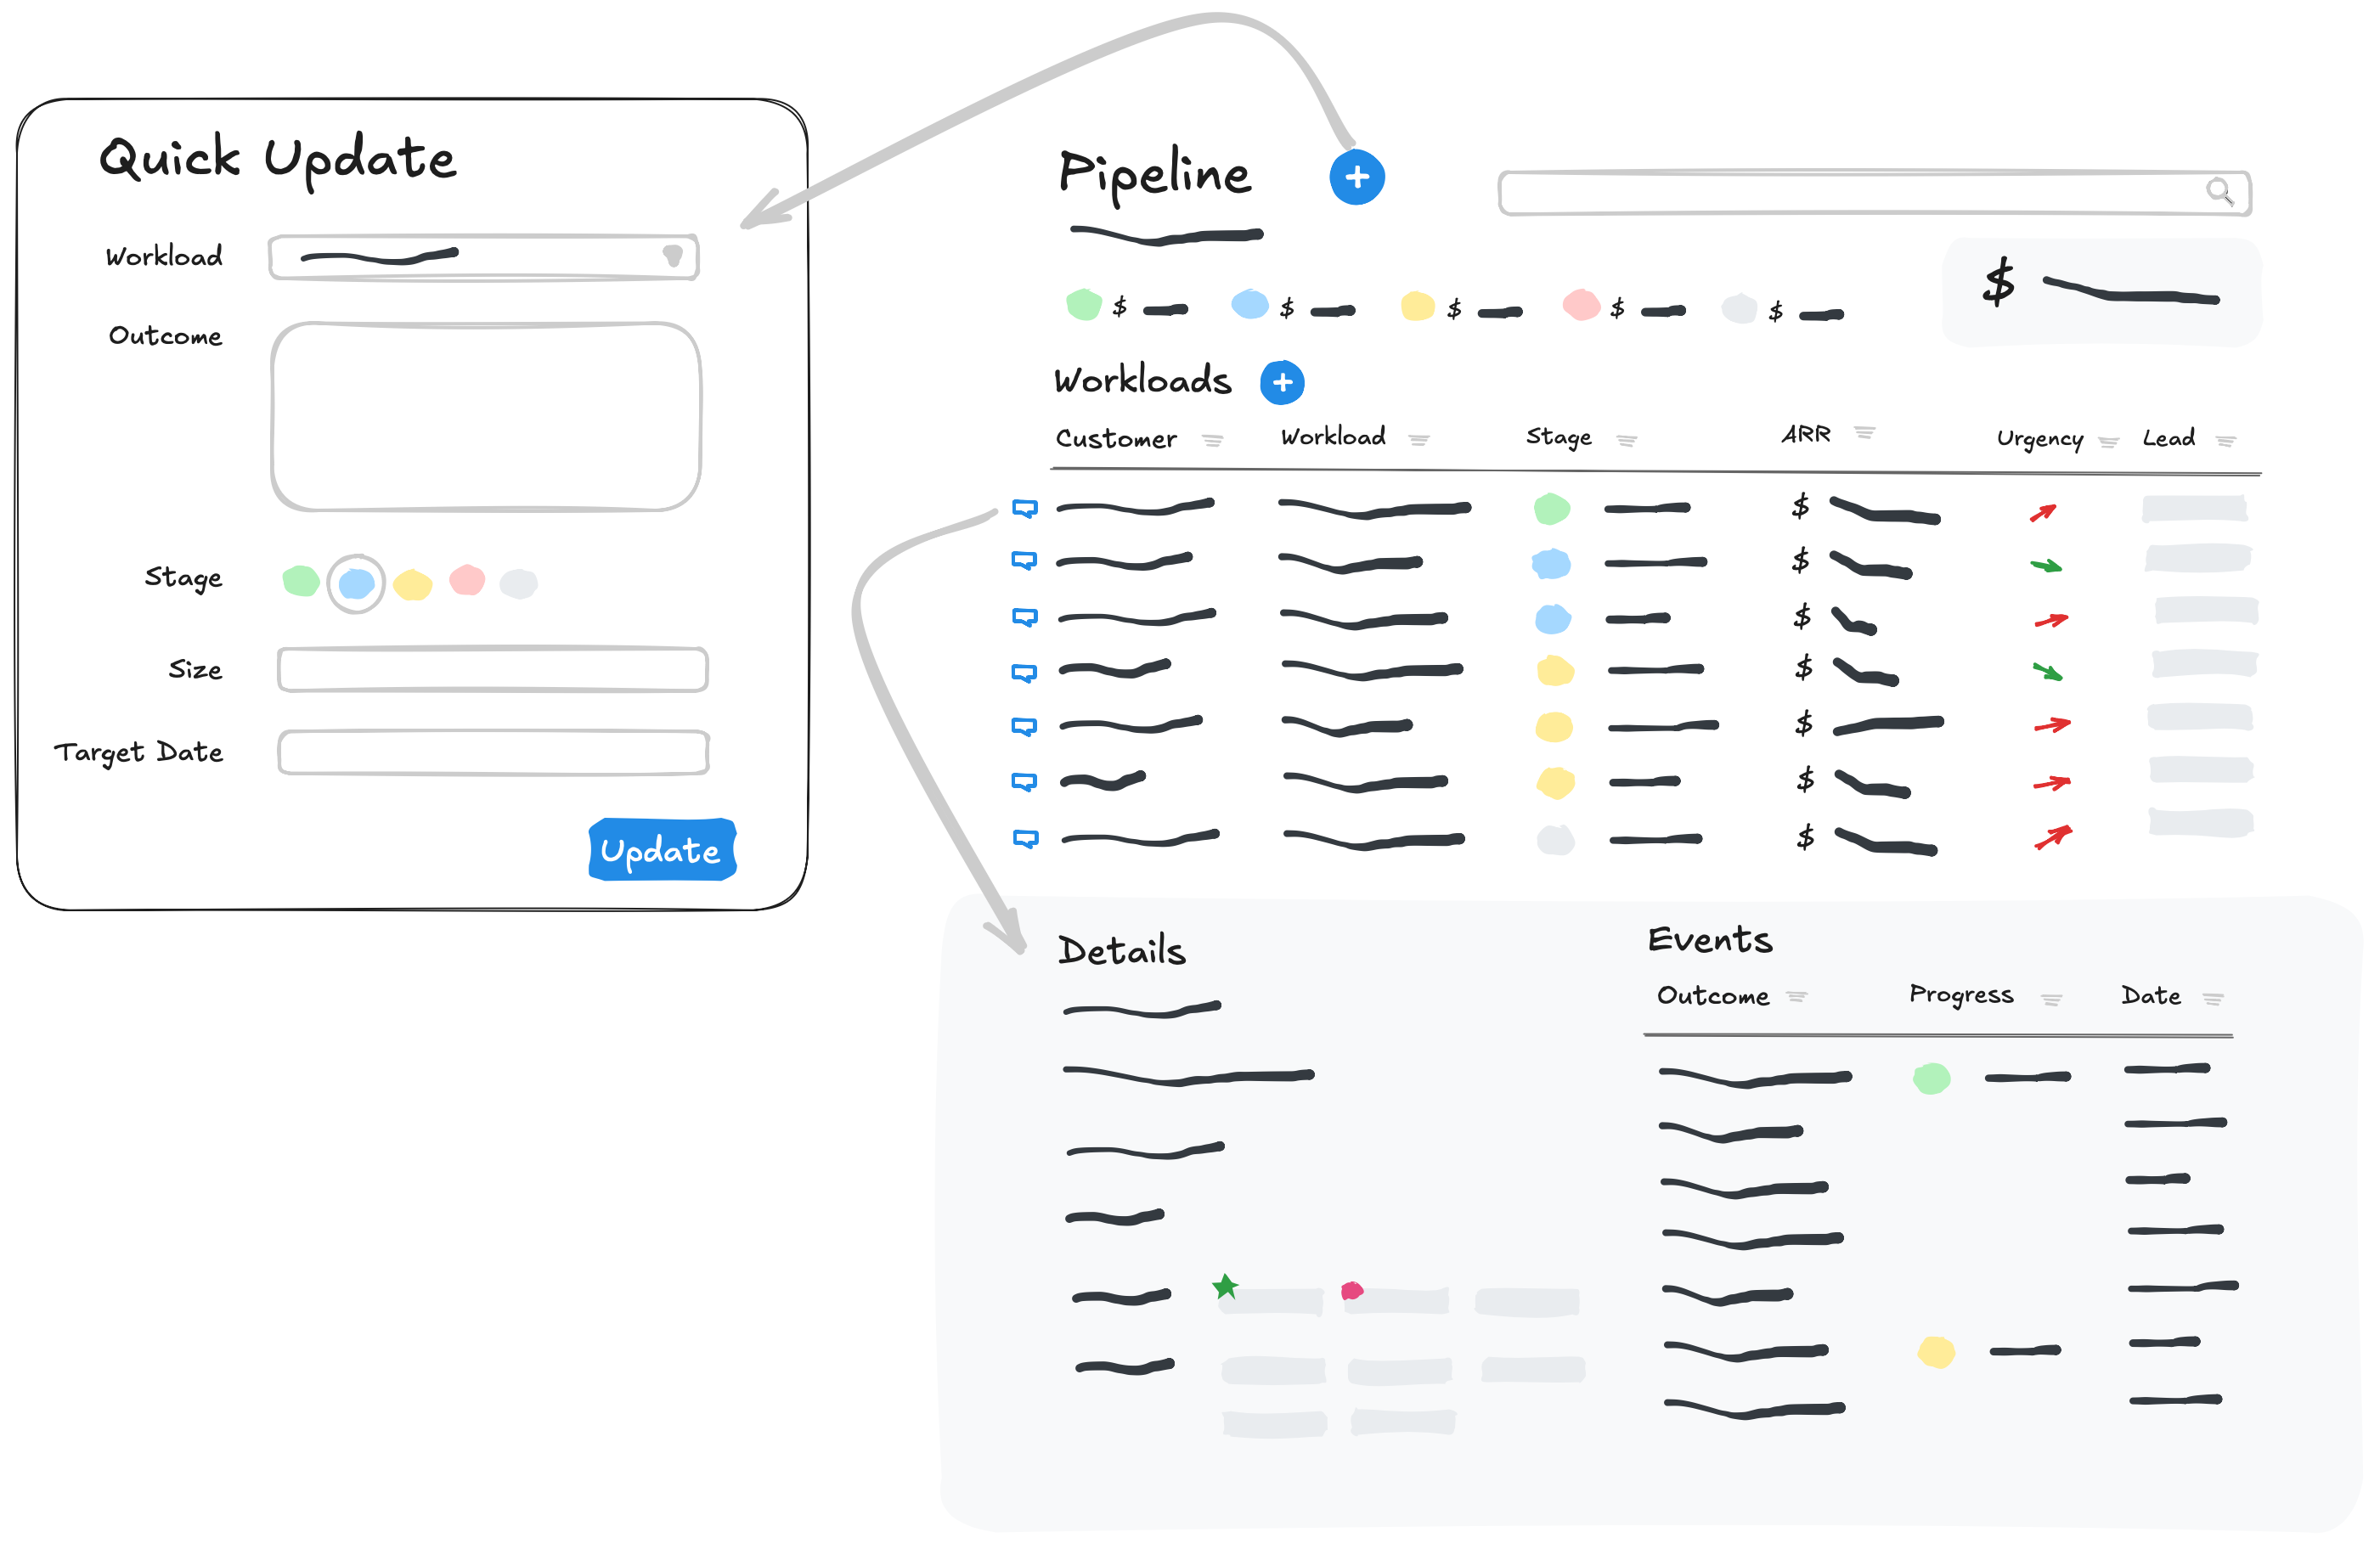 Quick Update
Workload
Outcome
Stage
Size
Target Date
Update
Pipeline +
$ $ $ $ $
$
Workloads +
Customer Workload Stage ARR Urgency Lead
$
$
$
$
$
$
$
Details
Events
Outcome Progress Date